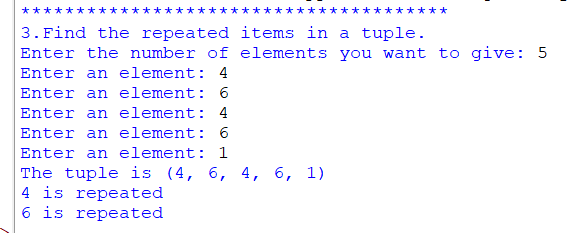 ***************************************
3.Find the repeated items in a tuple.
Enter the number of elements you want to give: 5
Enter an element: 4
Enter an element: 6
Enter an element: 4
Enter an element: 6
Enter an element: 1
The tuple is (4, 6, 4, 6, 1)
4 is repeated
6 is repeated